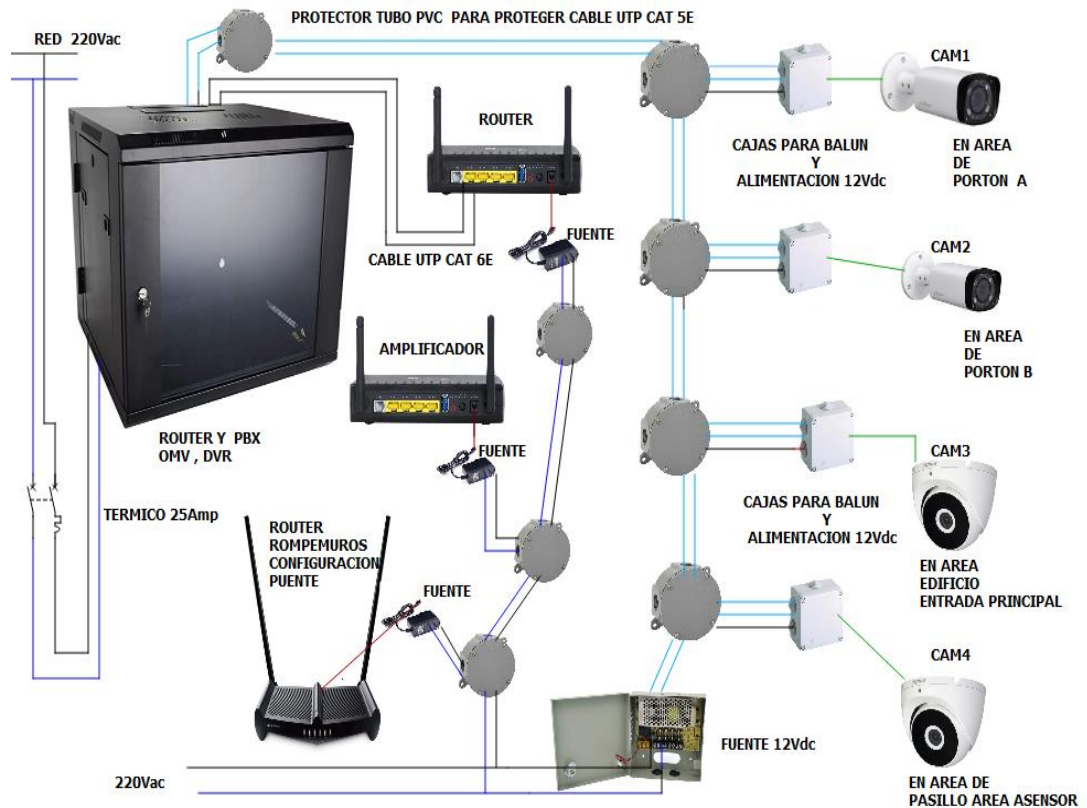 PROTECTOR TUBO PVC PARA PROTEGER CABLE UTP CAT 5E
RED 220Vac
CAM1
ROUTER
CAJAS PARA BALUN
Y
ALIMENTACION 12Vdc
EN AREA
DE
PORTON A
FUENTE
CABLE UTP CAT 6E
CAM2
AMPLIFICADOR
EN AREA
DE
PORTON B
ROUTER Y PBX
OMV , DVR
FUENTE
CAM3
TERMICO 25Amp
CAJAS PARA BALUN
Y
ALIMENTACION 12Vdc
ROUTER
ROMPEMUROS
CONFIGURACION
PUENTE
EN AREA
EDIFICIO
ENTRADA PRINCIPAL
FUENTE
CAM4
FUENTE 12Vdc
220Vac
EN AREA DE
PASILLO AREA ASENSOR